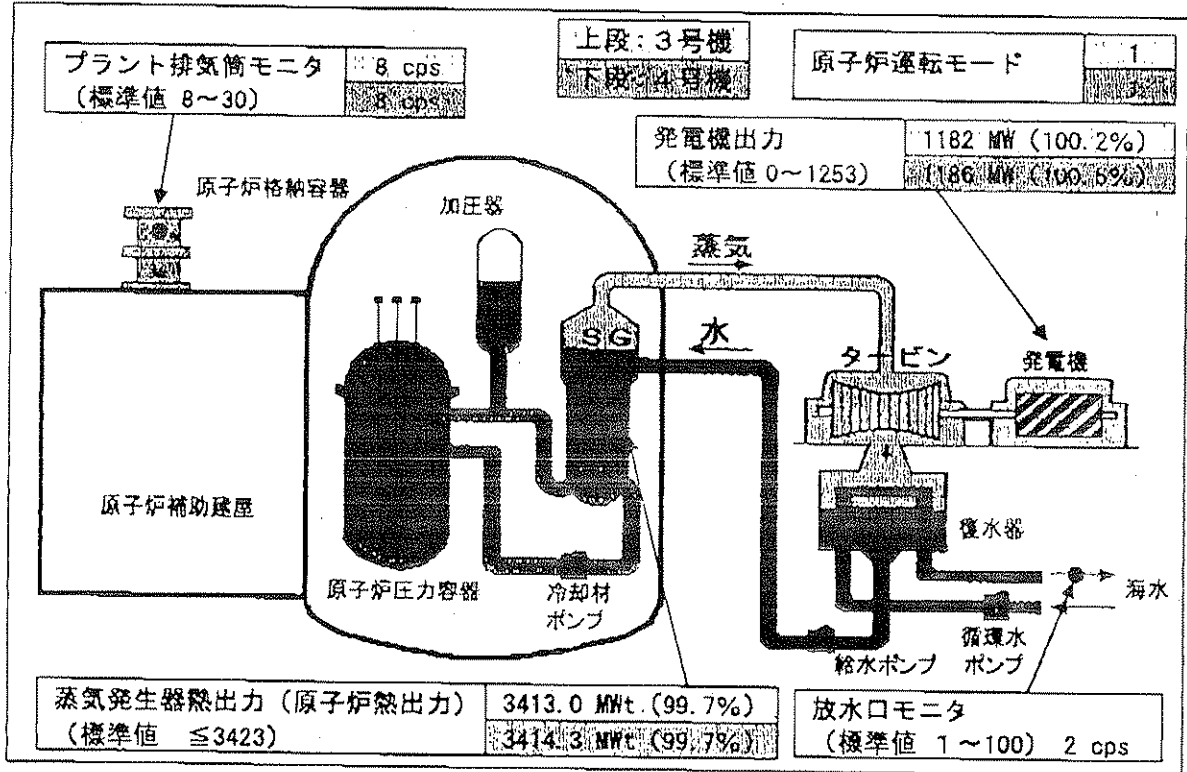 プラント排気筒モニタ
(標準値 8~30)
8 cps
8 cps
上段:3号機
下段:4号機
原子炉運転モード
1
発電機出力
(標準値 0~1253)
1182 MW (100.2%)
1186 MW (100.6%)
原子炉格納容器
加圧器
蒸気
SG
水
タービン
発電機
原子炉補助建屋
復水器
原子炉圧力容器
冷却材
ポンプ
海水
給水ポンプ
循環水
ポンプ
蒸気発生器熱出力(原子炉熱出力)
(標準値 ≦3423)
3413.0 MWt (99.7%)
3414.3 MWt (99.7%)
放水口モニタ
(標準値 1~100) 2 cps